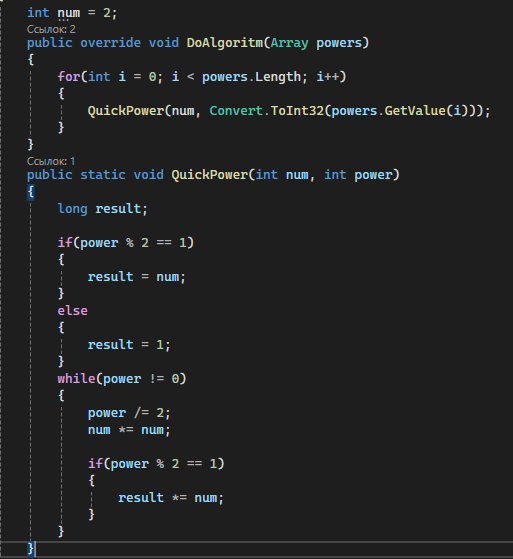 int num = 2;
Ссылок: 2
public override void DoAlgoritm(Array powers)
{
for(int i = 0; i < powers.Length; i++)
{
QuickPower(num, Convert.ToInt32(powers.GetValue(i)));
}
}
Ссылок: 1
public static void QuickPower(int num, int power)
{
long result;
if(power % 2 == 1)
{
result = num;
}
else
{
result = 1;
}
while(power != 0)
{
power /= 2;
num *= num;
if(power % 2 == 1)
{
result *= num;
}
}
}